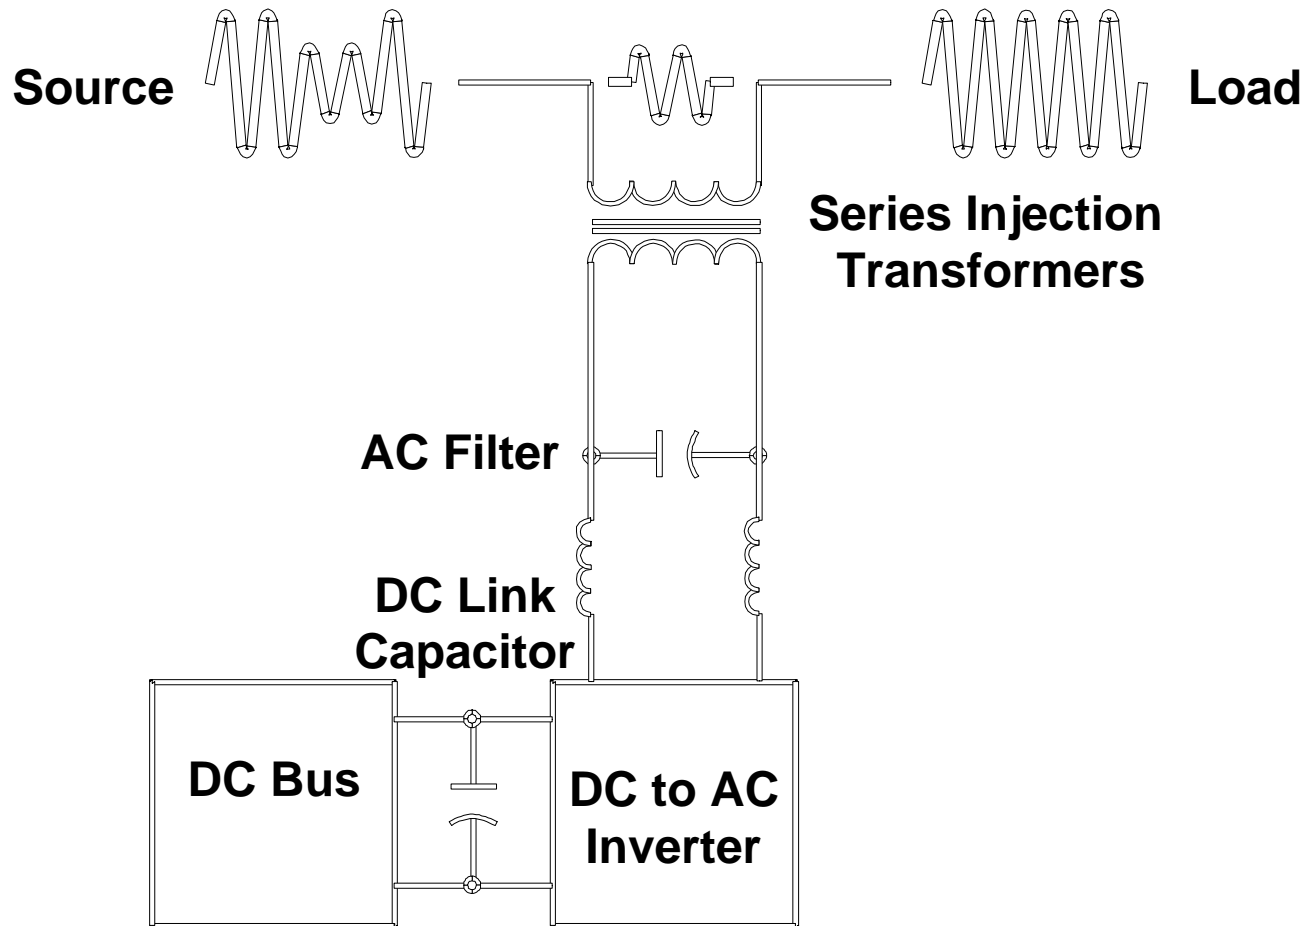 Source
Load
Series Injection
Transformers
AC Filter
DC Link
Capacitor
DC Bus
DC to AC
Inverter